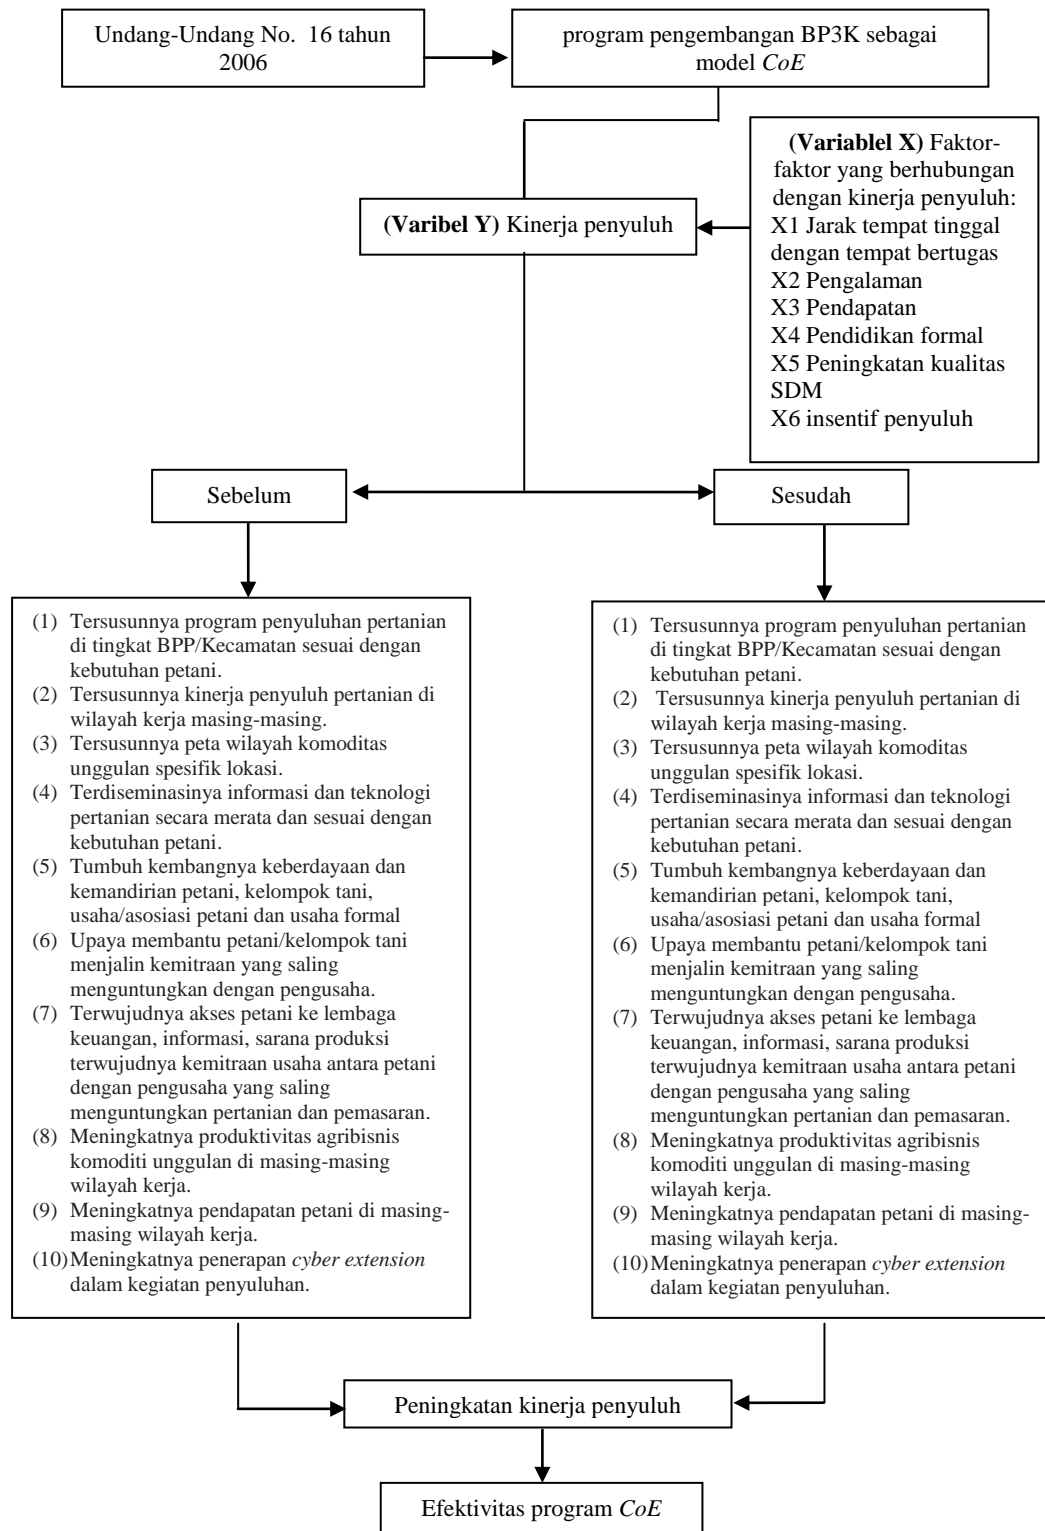 Undang-Undang No. 16 tahun
2006
program pengembangan BP3K sebagai
model CoE
(Variablel X) Faktor-
faktor yang berhubungan
dengan kinerja penyuluh:
X1 Jarak tempat tinggal
dengan tempat bertugas
X2 Pengalaman
X3 Pendapatan
X4 Pendidikan formal
X5 Peningkatan kualitas
SDM
X6 insentif penyuluh
(Varibel Y) Kinerja penyuluh
Sebelum
Sesudah
(1) Tersusunnya program penyuluhan pertanian
di tingkat BPP/Kecamatan sesuai dengan
kebutuhan petani.
(2) Tersusunnya kinerja penyuluh pertanian di
wilayah kerja masing-masing.
(3) Tersusunnya peta wilayah komoditas
unggulan spesifik lokasi.
(4) Terdiseminasinya informasi dan teknologi
pertanian secara merata dan sesuai dengan
kebutuhan petani.
(5) Tumbuh kembangnya keberdayaan dan
kemandirian petani, kelompok tani,
usaha/asosiasi petani dan usaha formal
(6) Upaya membantu petani/kelompok tani
menjalin kemitraan yang saling
menguntungkan dengan pengusaha.
(7) Terwujudnya akses petani ke lembaga
keuangan, informasi, sarana produksi
terwujudnya kemitraan usaha antara petani
dengan pengusaha yang saling
menguntungkan pertanian dan pemasaran.
(8) Meningkatnya produktivitas agribisnis
komoditi unggulan di masing-masing
wilayah kerja.
(9) Meningkatnya pendapatan petani di masing-
masing wilayah kerja.
(10) Meningkatnya penerapan cyber extension
dalam kegiatan penyuluhan.
(1) Tersusunnya program penyuluhan pertanian
di tingkat BPP/Kecamatan sesuai dengan
kebutuhan petani.
(2) Tersusunnya kinerja penyuluh pertanian di
wilayah kerja masing-masing.
(3) Tersusunnya peta wilayah komoditas
unggulan spesifik lokasi.
(4) Terdiseminasinya informasi dan teknologi
pertanian secara merata dan sesuai dengan
kebutuhan petani.
(5) Tumbuh kembangnya keberdayaan dan
kemandirian petani, kelompok tani,
usaha/asosiasi petani dan usaha formal
(6) Upaya membantu petani/kelompok tani
menjalin kemitraan yang saling
menguntungkan dengan pengusaha.
(7) Terwujudnya akses petani ke lembaga
keuangan, informasi, sarana produksi
terwujudnya kemitraan usaha antara petani
dengan pengusaha yang saling
menguntungkan pertanian dan pemasaran.
(8) Meningkatnya produktivitas agribisnis
komoditi unggulan di masing-masing
wilayah kerja.
(9) Meningkatnya pendapatan petani di masing-
masing wilayah kerja.
(10) Meningkatnya penerapan cyber extension
dalam kegiatan penyuluhan.
Peningkatan kinerja penyuluh
Efektivitas program CoE